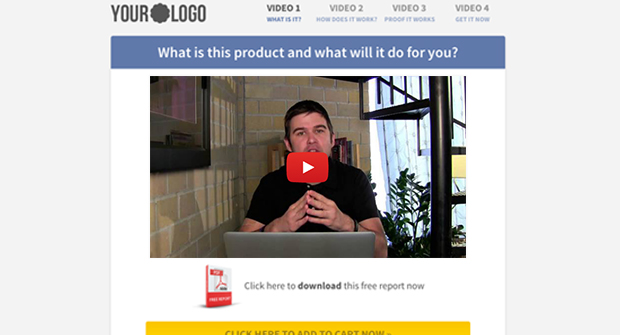 YOUR LOGO
VIDEO 1 VIDEO 2 VIDEO 3 VIDEO 4
WHAT IS IT? HOW DOES IT WORK? PROOF IT WORKS GET IT NOW
What is this product and what will it do for you?
PDF
FREE REPORT
Click here to download this free report now
CLICK HERE TO ADD TO CART NOW »